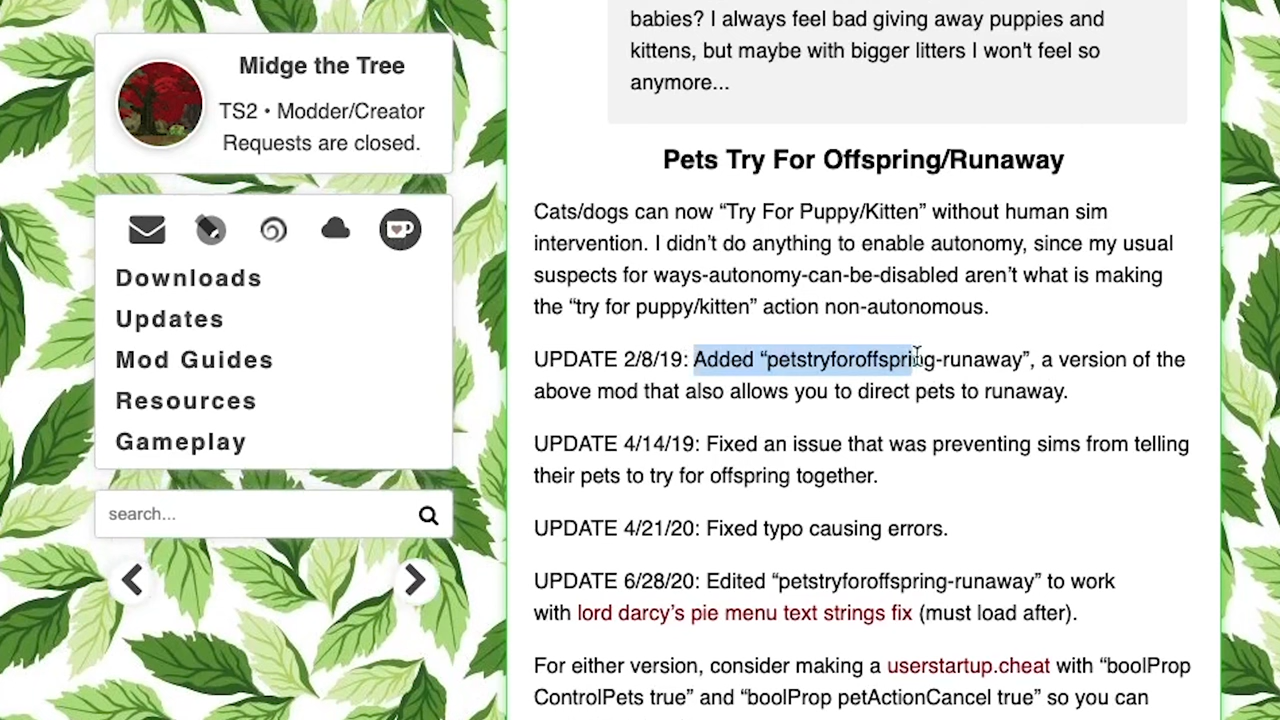 babies? I always feel bad giving away puppies and
kittens, but maybe with bigger litters I won't feel so
anymore...
Midge the Tree
TS2 • Modder/Creator
Requests are closed.
Downloads
Updates
Mod Guides
Resources
Gameplay
search...
Pets Try For Offspring/Runaway
Cats/dogs can now “Try For Puppy/Kitten” without human sim
intervention. I didn’t do anything to enable autonomy, since my usual
suspects for ways-autonomy-can-be-disabled aren’t what is making
the “try for puppy/kitten” action non-autonomous.
UPDATE 2/8/19: Added “petstryforoffspring-runaway”, a version of the
above mod that also allows you to direct pets to runaway.
UPDATE 4/14/19: Fixed an issue that was preventing sims from telling
their pets to try for offspring together.
UPDATE 4/21/20: Fixed typo causing errors.
UPDATE 6/28/20: Edited “petstryforoffspring-runaway” to work
with lord darcy’s pie menu text strings fix (must load after).
For either version, consider making a userstartup.cheat with “boolProp
ControlPets true” and “boolProp petActionCancel true” so you can